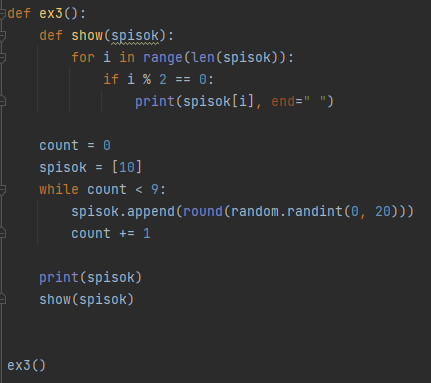 def ex3():
    def show(spisok):
        for i in range(len(spisok)):
            if i % 2 == 0:
                print(spisok[i], end=" ")
    count = 0
    spisok = [10]
    while count < 9:
        spisok.append(round(random.randint(0, 20)))
        count += 1
    print(spisok)
    show(spisok)
ex3()